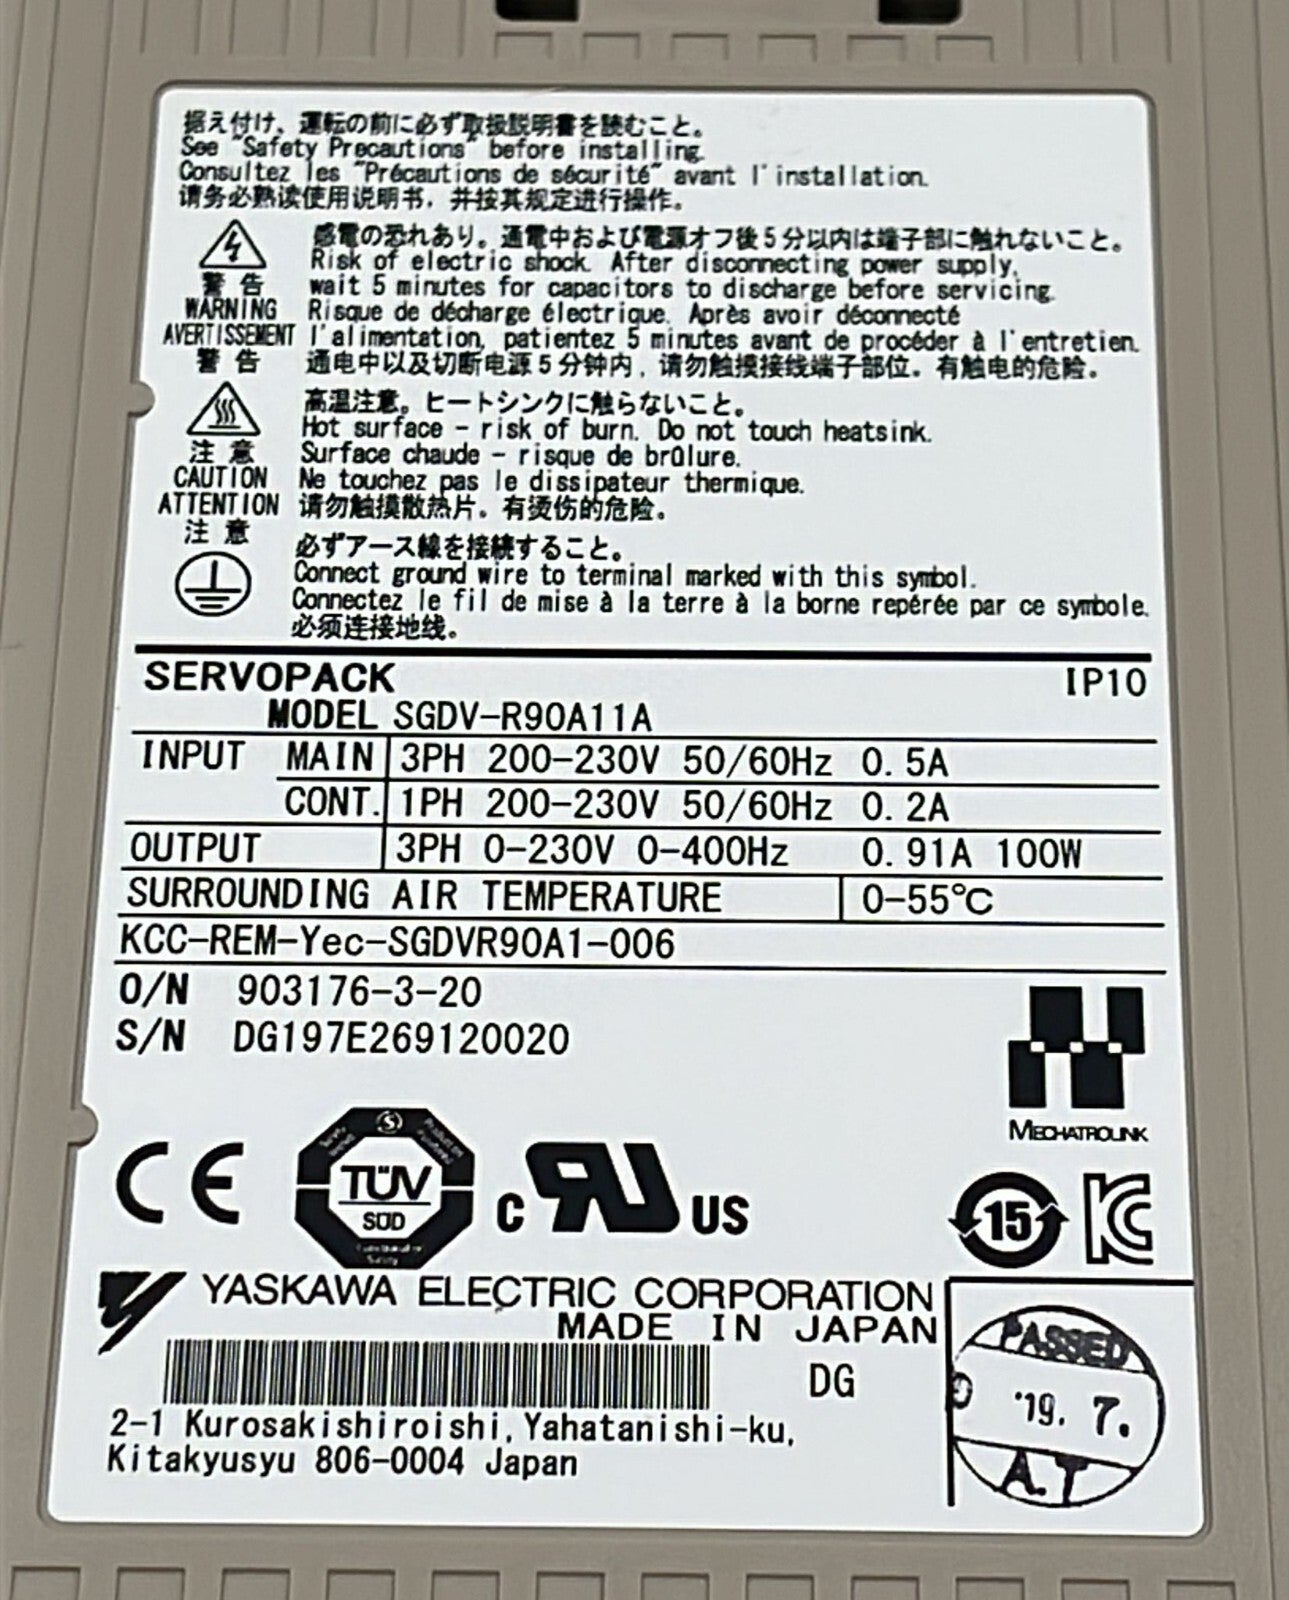 据え付け、運転の前に必ず取扱説明書を読むこと。
See "Safety Precautions" before installing.
Consultez les "Précautions de sécurité" avant l'installation.
请务必熟读使用说明书，并按其规定进行操作。
警告
WARNING
AVERTISSEMENT
警告
感電の恐れあり。通電中および電源オフ後5分以内は端子部に触れないこと。
Risk of electric shock. After disconnecting power supply,
wait 5 minutes for capacitors to discharge before servicing.
Risque de décharge électrique. Après avoir déconnecté
l'alimentation, patientez 5 minutes avant de procéder à l'entretien.
通电中以及切断电源5分钟内，请勿触摸接线端子部位。有触电的危险。
注意
CAUTION
ATTENTION
注意
高温注意。ヒートシンクに触らないこと。
Hot surface - risk of burn. Do not touch heatsink.
Surface chaude - risque de brûlure.
Ne touchez pas le dissipateur thermique.
请勿触摸散热片。有烫伤的危险。
必ずアース線を接続すること。
Connect ground wire to terminal marked with this symbol.
Connectez le fil de mise à la terre à la borne repérée par ce symbole.
必须连接地线。
SERVOPACK IP10
MODEL SGDV-R90A11A
INPUT MAIN 3PH 200-230V 50/60Hz 0.5A
CONT. 1PH 200-230V 50/60Hz 0.2A
OUTPUT 3PH 0-230V 0-400Hz 0.91A 100W
SURROUNDING AIR TEMPERATURE 0-55℃
KCC-REM-Yec-SGDVR90A1-006
O/N 903176-3-20
S/N DG197E269120020
MECHATROLINK
CE
TÜV
SÜD
c RU US
15
KC
YASKAWA ELECTRIC CORPORATION
MADE IN JAPAN
DG
2-1 Kurosakishiroishi, Yahatanishi-ku,
Kitakyusyu 806-0004 Japan
PASSED
'19. 7.
A.T